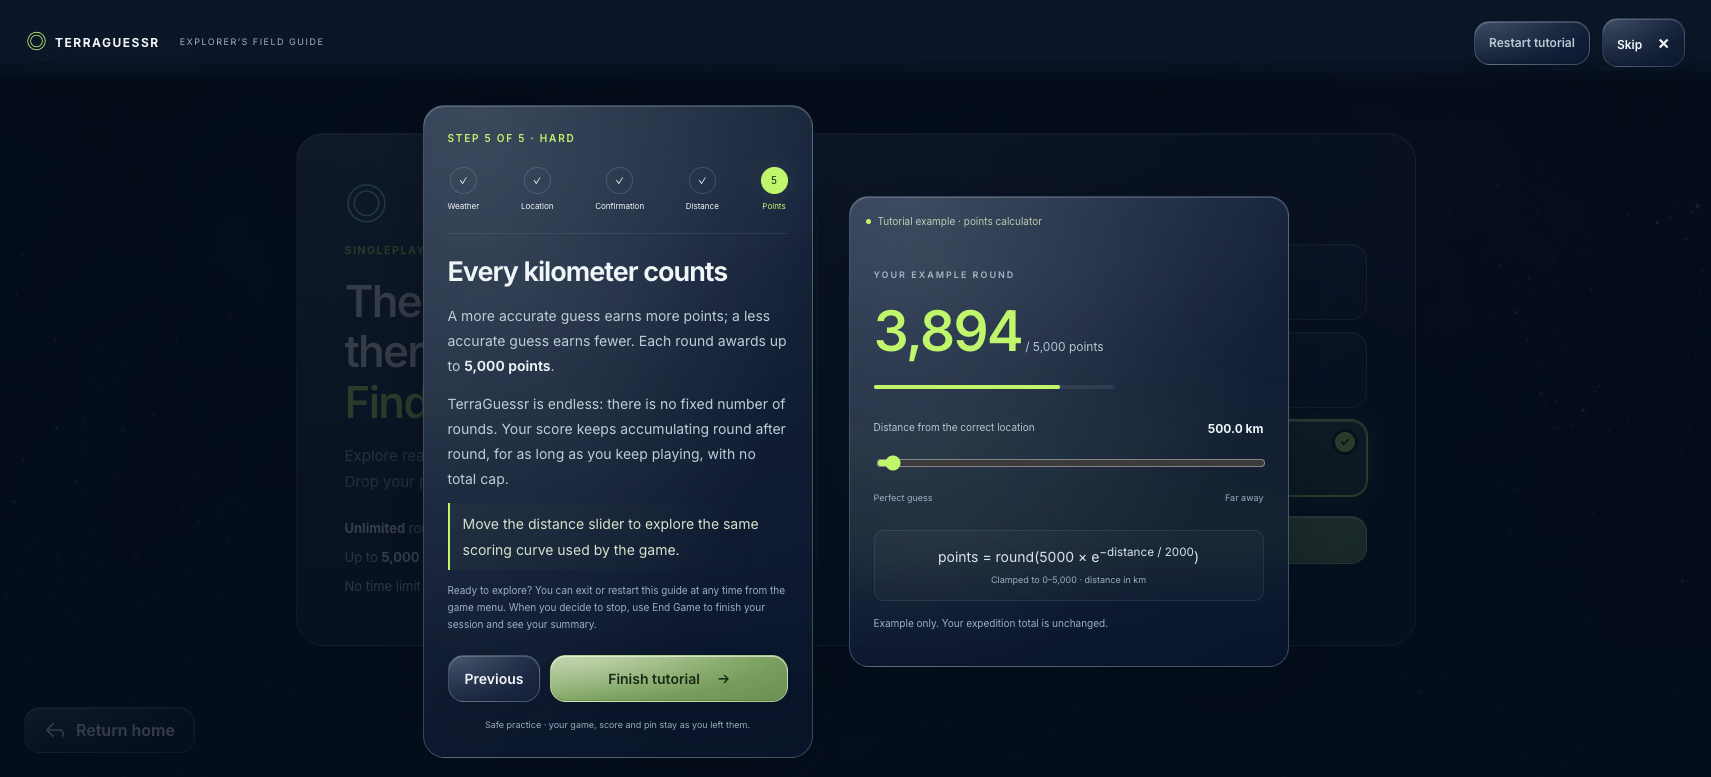 TERRAGUESSR
EXPLORER'S FIELD GUIDE
Restart tutorial
Skip ✕
STEP 5 OF 5 · HARD
5
Weather
Location
Confirmation
Distance
Points
Every kilometer counts
A more accurate guess earns more points; a less
accurate guess earns fewer. Each round awards up
to 5,000 points.
TerraGuessr is endless: there is no fixed number of
rounds. Your score keeps accumulating round after
round, for as long as you keep playing, with no
total cap.
Move the distance slider to explore the same
scoring curve used by the game.
Ready to explore? You can exit or restart this guide at any time from the
game menu. When you decide to stop, use End Game to finish your
session and see your summary.
Previous
Finish tutorial →
Safe practice · your game, score and pin stay as you left them.
Tutorial example · points calculator
YOUR EXAMPLE ROUND
3,894 / 5,000 points
Distance from the correct location
500.0 km
Perfect guess
Far away
points = round(5000 × e−distance / 2000)
Clamped to 0–5,000 · distance in km
Example only. Your expedition total is unchanged.
SINGLEPLAY
The
ther
Find
Explore rea
Drop your p
Unlimited ro
Up to 5,000
No time limit
Return home